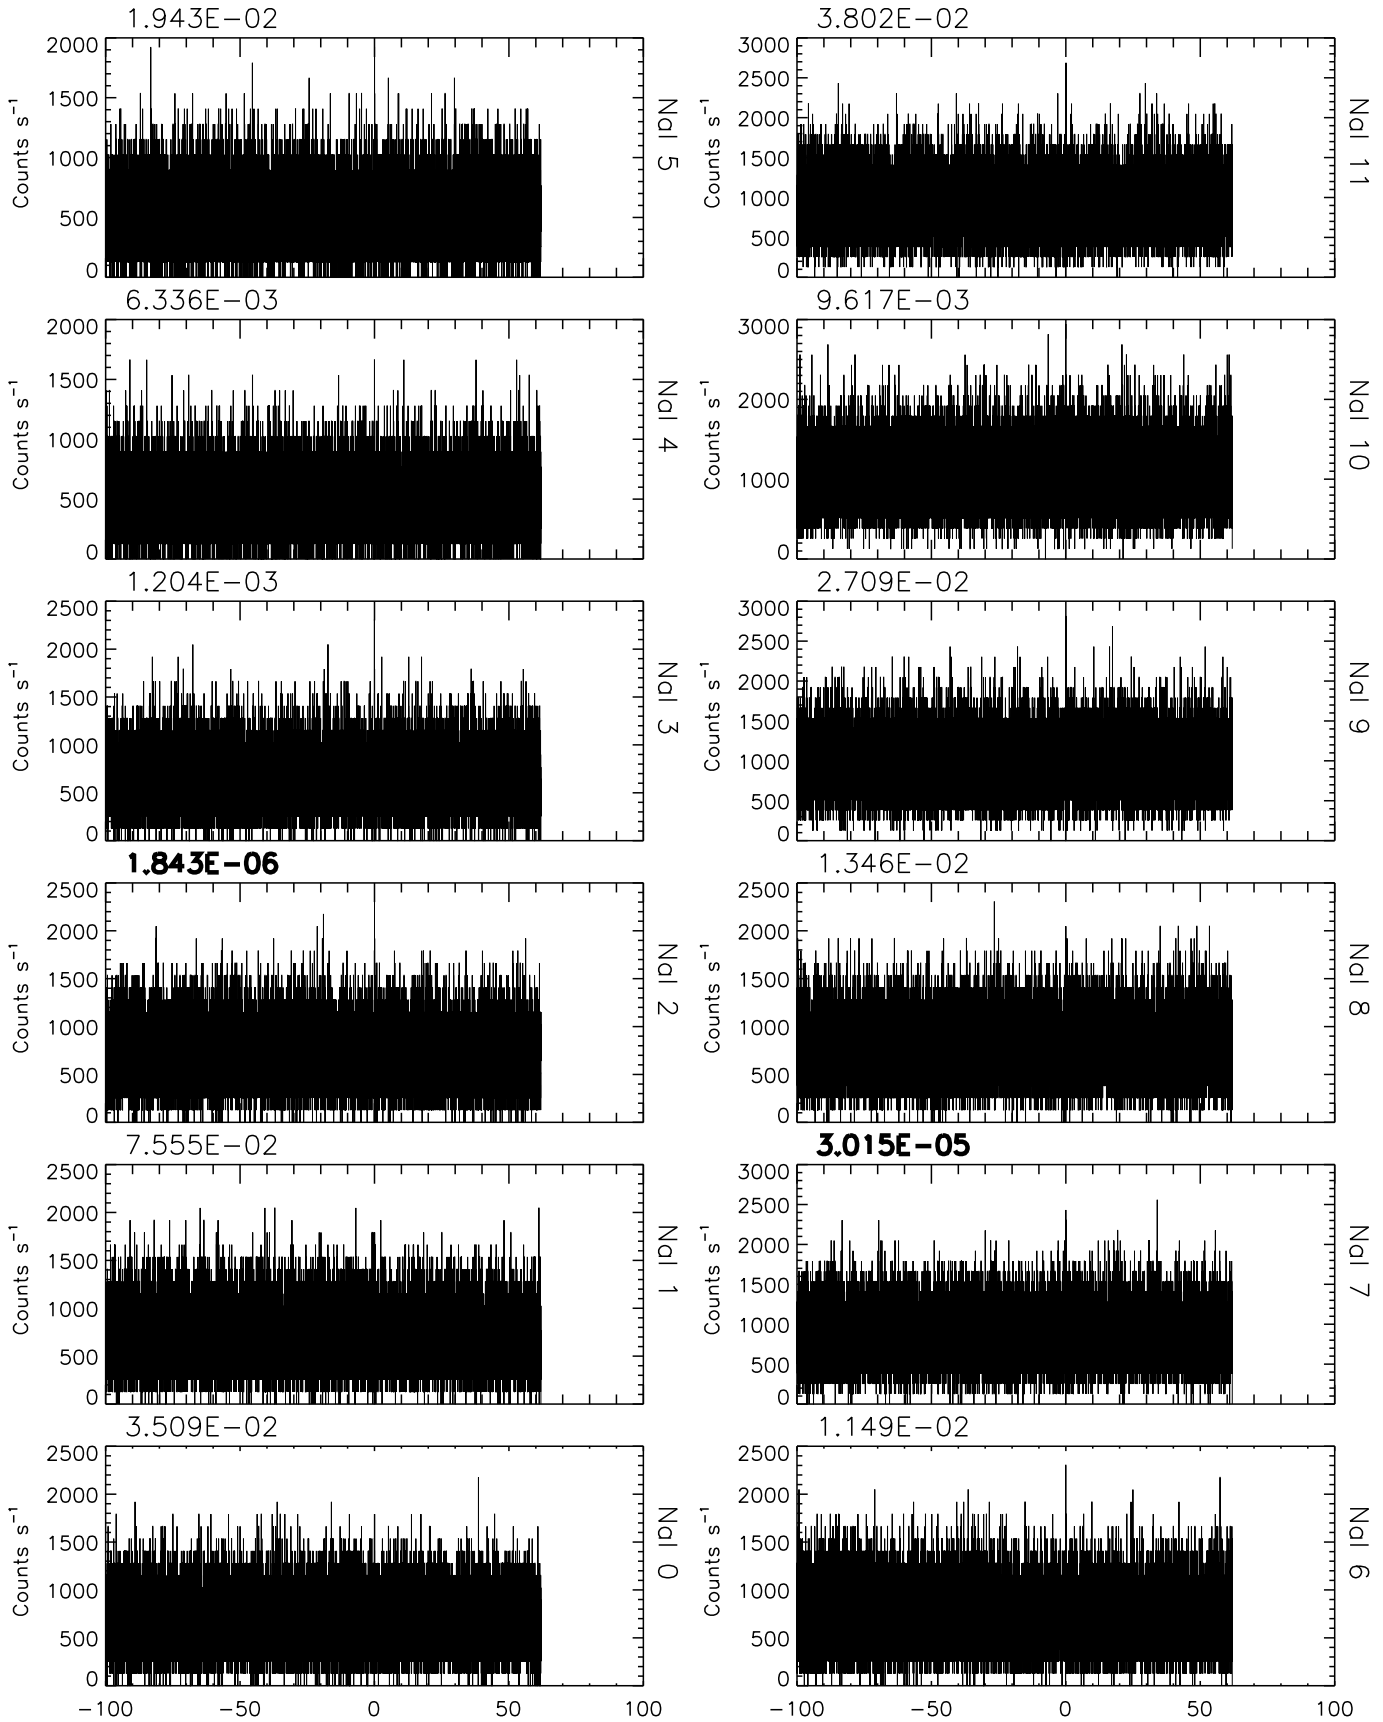 1.943E-02
2000
1500
1000
500
0
Counts s⁻¹
NaI 5
3.802E-02
3000
2500
2000
1500
1000
500
0
Counts s⁻¹
NaI 11
6.336E-03
2000
1500
1000
500
0
Counts s⁻¹
NaI 4
9.617E-03
3000
2000
1000
0
Counts s⁻¹
NaI 10
1.204E-03
2500
2000
1500
1000
500
0
Counts s⁻¹
NaI 3
2.709E-02
3000
2500
2000
1500
1000
500
0
Counts s⁻¹
NaI 9
1.843E-06
2500
2000
1500
1000
500
0
Counts s⁻¹
NaI 2
1.346E-02
2500
2000
1500
1000
500
0
Counts s⁻¹
NaI 8
7.555E-02
2500
2000
1500
1000
500
0
Counts s⁻¹
NaI 1
3.015E-05
3000
2500
2000
1500
1000
500
0
Counts s⁻¹
NaI 7
3.509E-02
2500
2000
1500
1000
500
0
Counts s⁻¹
NaI 0
-100 -50 0 50 100
1.149E-02
2500
2000
1500
1000
500
0
Counts s⁻¹
NaI 6
-100 -50 0 50 100